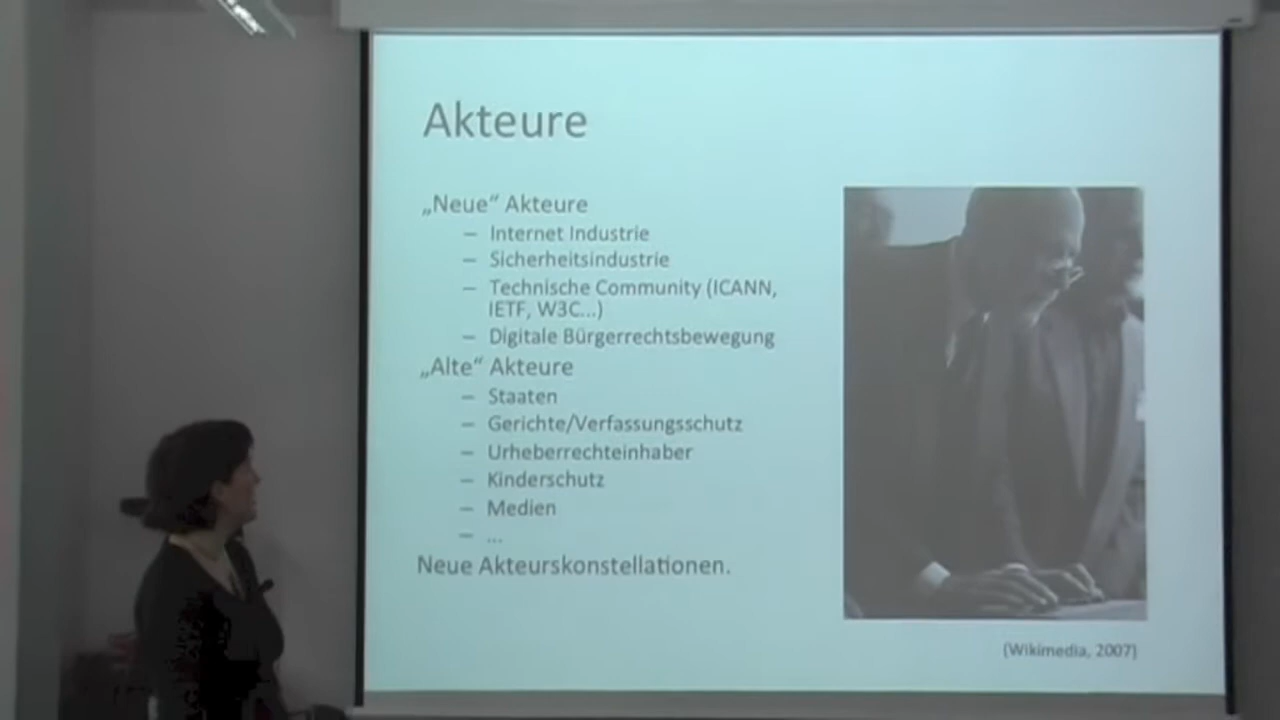 Akteure
„Neue“ Akteure
– Internet Industrie
– Sicherheitsindustrie
– Technische Community (ICANN,
IETF, W3C...)
– Digitale Bürgerrechtsbewegung
„Alte“ Akteure
– Staaten
– Gerichte/Verfassungsschutz
– Urheberrechteinhaber
– Kinderschutz
– Medien
– ...
Neue Akteurskonstellationen.
(Wikimedia, 2007)